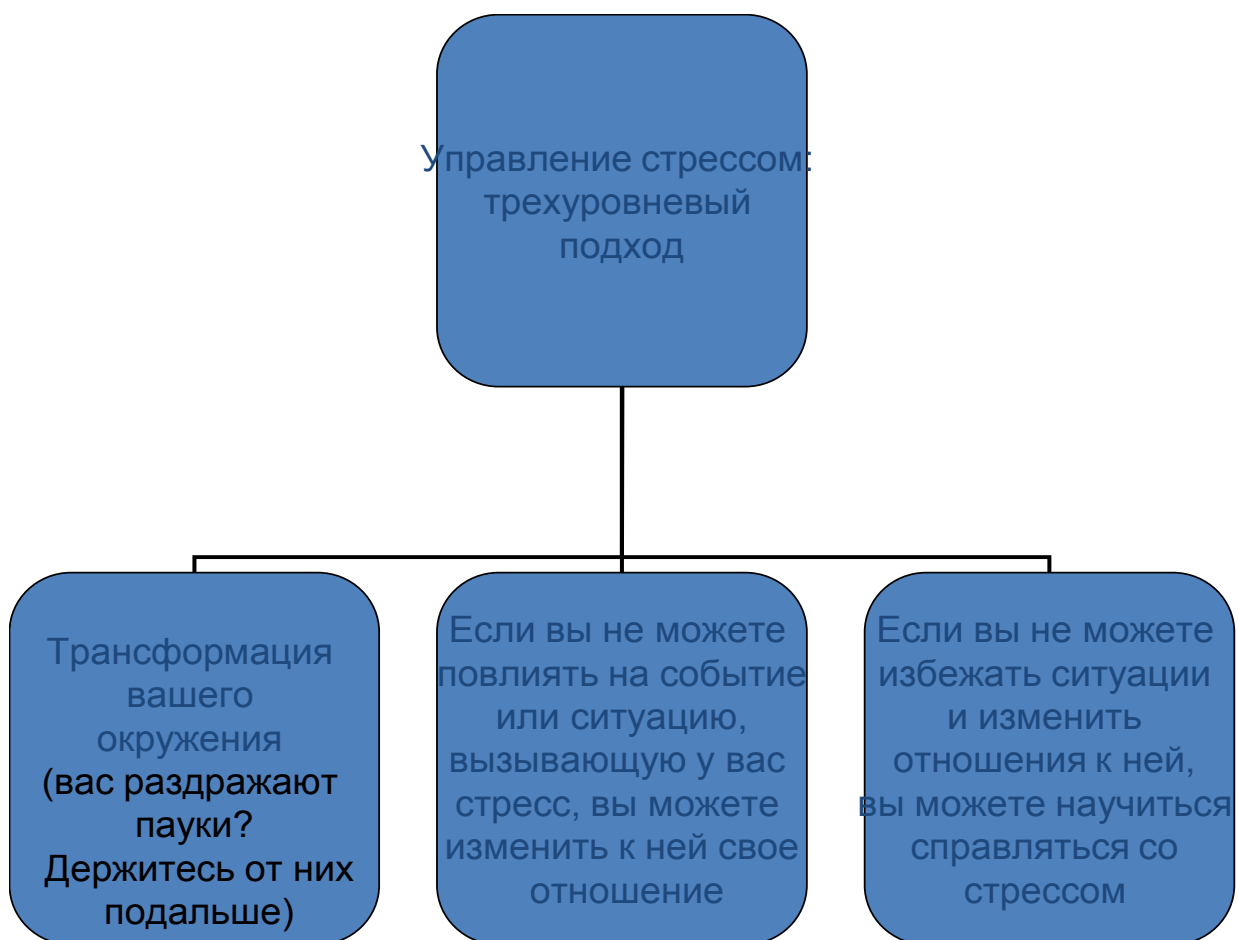 Управление стрессом:
трехуровневый
подход
Трансформация
вашего
окружения
(вас раздражают
пауки?
Держитесь от них
подальше)
Если вы не можете
повлиять на событие
или ситуацию,
вызывающую у вас
стресс, вы можете
изменить к ней свое
отношение
Если вы не можете
избежать ситуации
и изменить
отношения к ней,
вы можете научиться
справляться со
стрессом